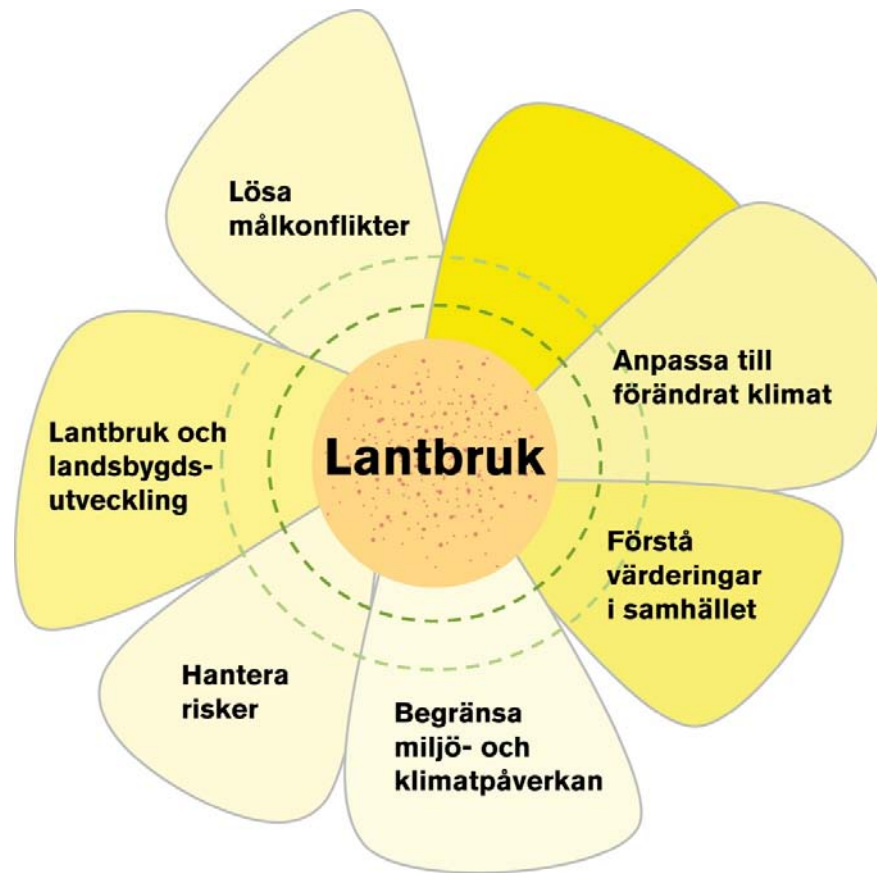 Lösa
målkonflikter
Anpassa till
förändrat klimat
Lantbruk och
landsbygds-
utveckling
Lantbruk
Förstå
värderingar
i samhället
Hantera
risker
Begränsa
miljö- och
klimatpåverkan